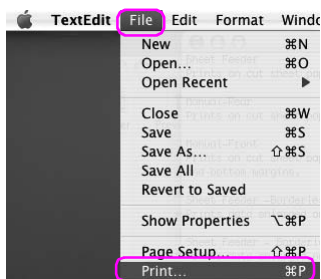 TextEdit File Edit Format
New ⌘N
Open... ⌘O
Open Recent ▶
Close ⌘W
Save ⌘S
Save As... ⇧⌘S
Save All
Revert to Saved
Show Properties ⌥⌘P
Page Setup... ⇧⌘P
Print... ⌘P